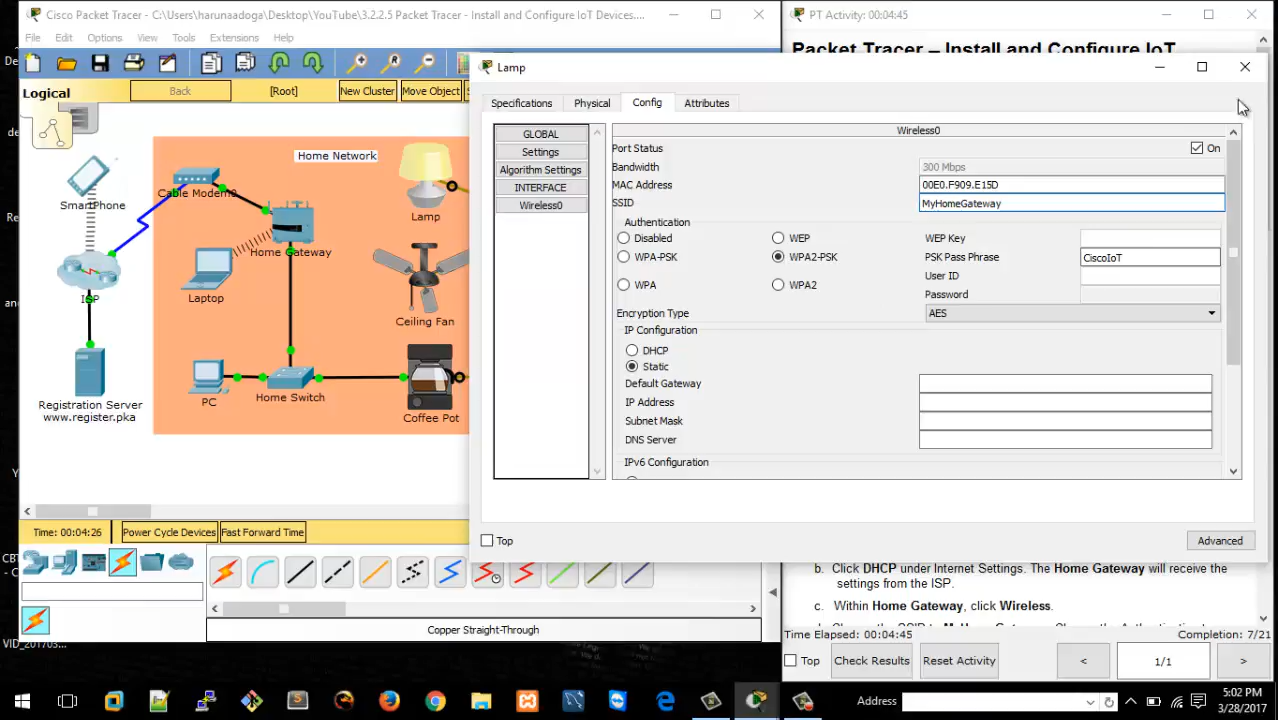 Cisco Packet Tracer - C:\Users\harunaadoga\Desktop\YouTube\3.2.2.5 Packet Tracer - Install and Configure IoT Devices....
PT Activity: 00:04:45
File Edit Options View Tools Extensions Help
Packet Tracer – Install and Configure IoT
Lamp
Logical
Back
[Root]
New Cluster
Move Object
Specifications
Physical
Config
Attributes
GLOBAL
Settings
Algorithm Settings
INTERFACE
Wireless0
Wireless0
Port Status
On
Bandwidth
300 Mbps
MAC Address
00E0.F909.E15D
SSID
MyHomeGateway
Authentication
Disabled
WEP
WEP Key
WPA-PSK
WPA2-PSK
PSK Pass Phrase
CiscoIoT
User ID
WPA
WPA2
Password
Encryption Type
AES
IP Configuration
DHCP
Static
Default Gateway
IP Address
Subnet Mask
DNS Server
IPv6 Configuration
Top
Advanced
Home Network
SmartPhone
Cable Modem0
Lamp
Home Gateway
Laptop
ISP
Ceiling Fan
PC
Home Switch
Coffee Pot
Registration Server
www.register.pka
Time: 00:04:26
Power Cycle Devices
Fast Forward Time
Copper Straight-Through
b. Click DHCP under Internet Settings. The Home Gateway will receive the
settings from the ISP.
c. Within Home Gateway, click Wireless.
Time Elapsed: 00:04:45
Completion: 7/21
Top
Check Results
Reset Activity
<
1/1
>
VID_201703...
Address
5:02 PM
3/28/2017